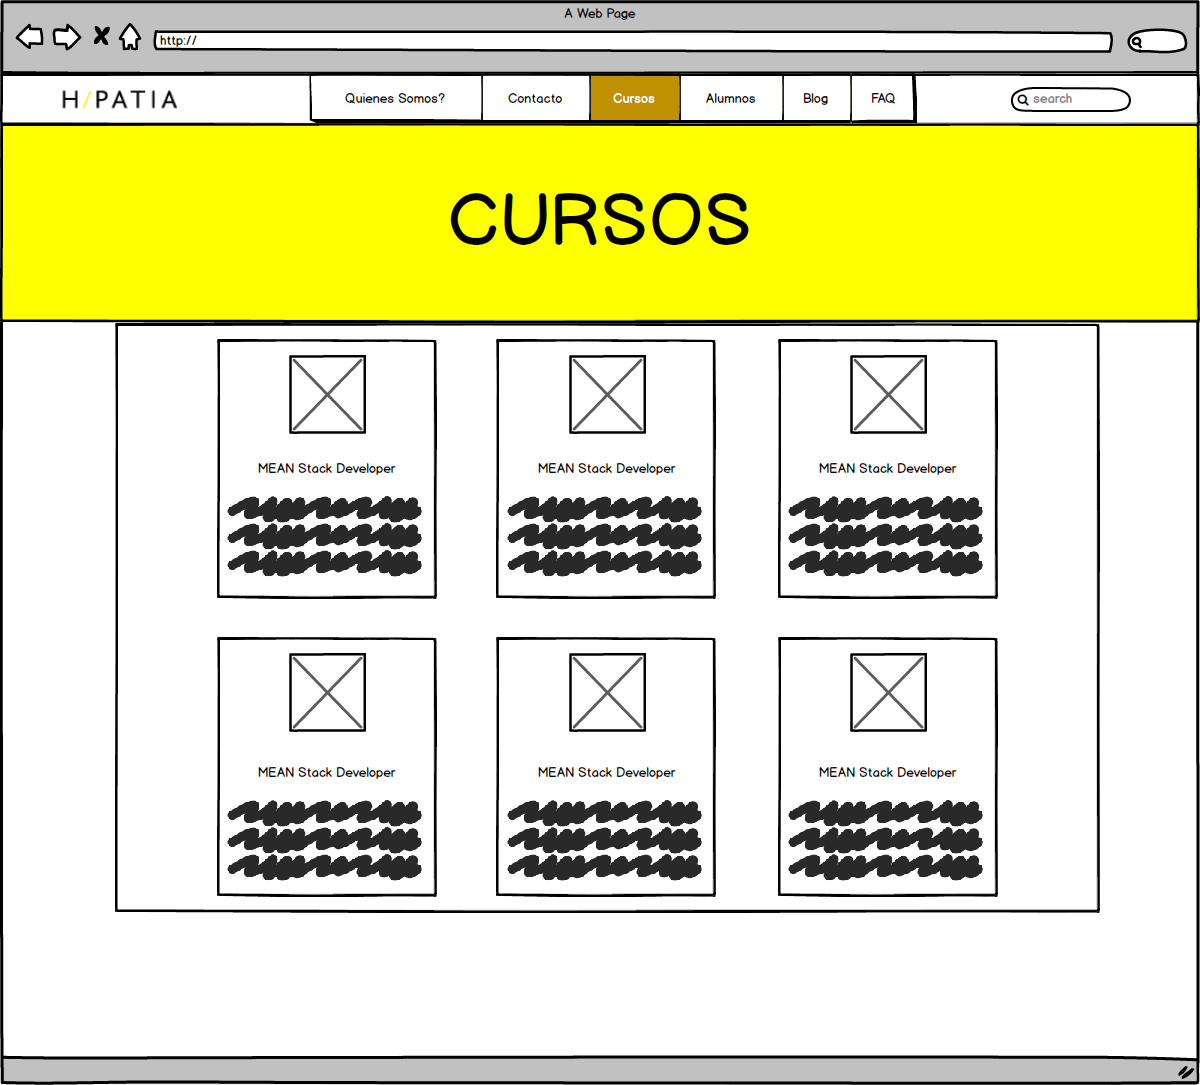 A Web Page
http://
H/PATIA
Quienes Somos?
Contacto
Cursos
Alumnos
Blog
FAQ
search
CURSOS
MEAN Stack Developer
MEAN Stack Developer
MEAN Stack Developer
MEAN Stack Developer
MEAN Stack Developer
MEAN Stack Developer